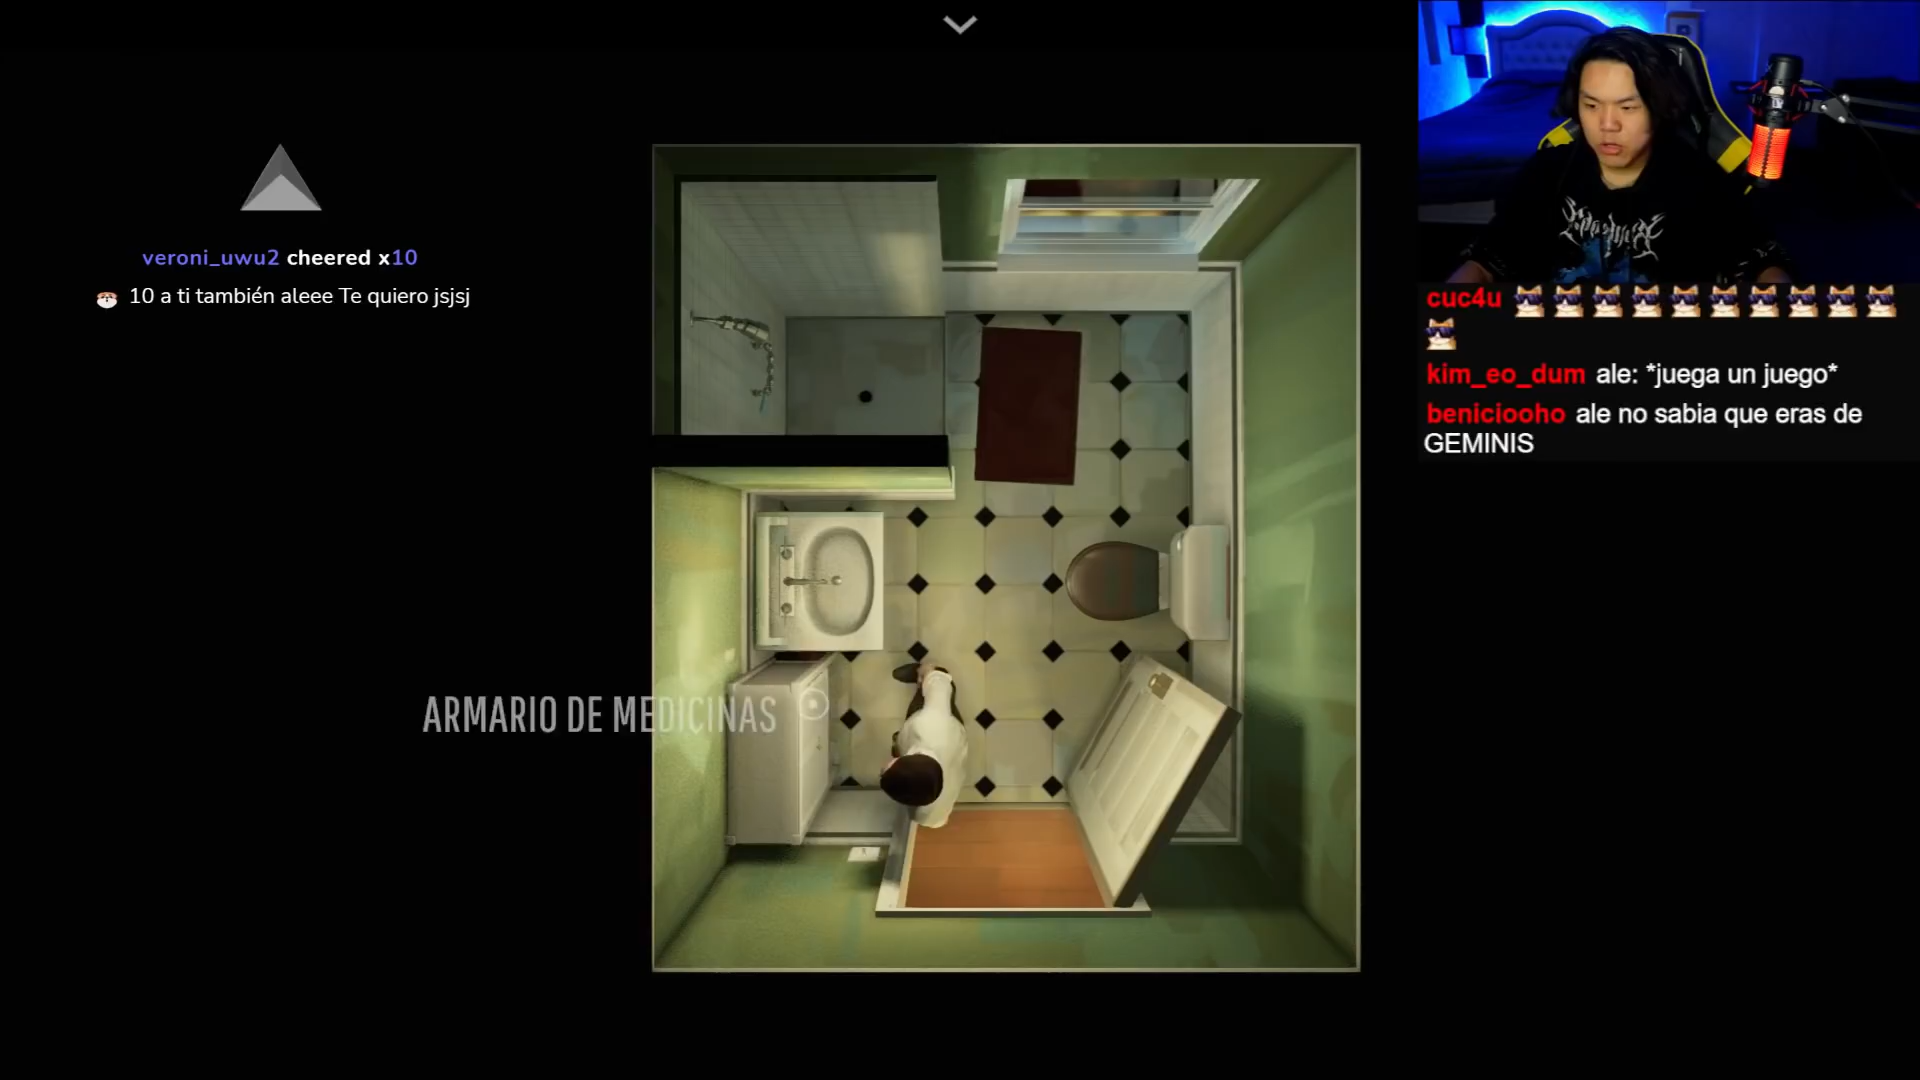 veroni_uwu2 cheered x10
10 a ti también aleee Te quiero jsjsj
ARMARIO DE MEDICINAS
cuc4u
kim_eo_dum ale: *juega un juego*
beniciooho ale no sabia que eras de
GEMINIS